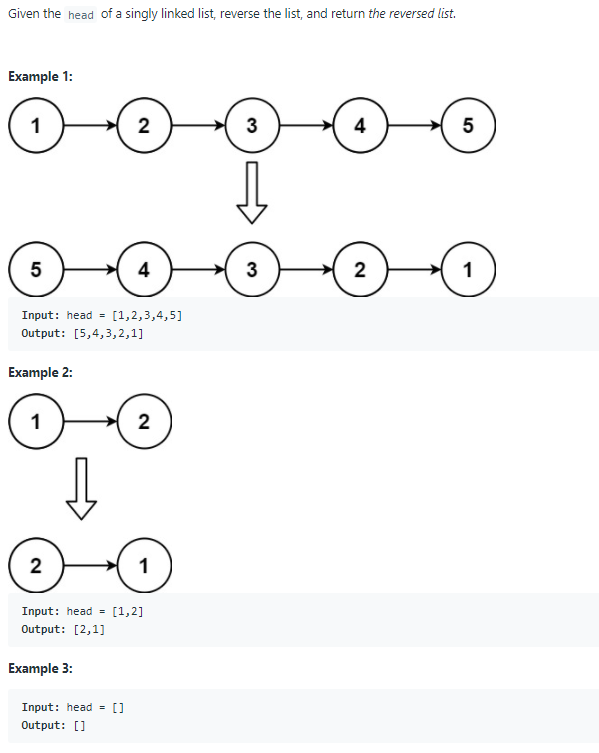 Given the head of a singly linked list, reverse the list, and return the reversed list.
Example 1:
1 2 3 4 5
5 4 3 2 1
Input: head = [1,2,3,4,5]
Output: [5,4,3,2,1]
Example 2:
1 2
2 1
Input: head = [1,2]
Output: [2,1]
Example 3:
Input: head = []
Output: []